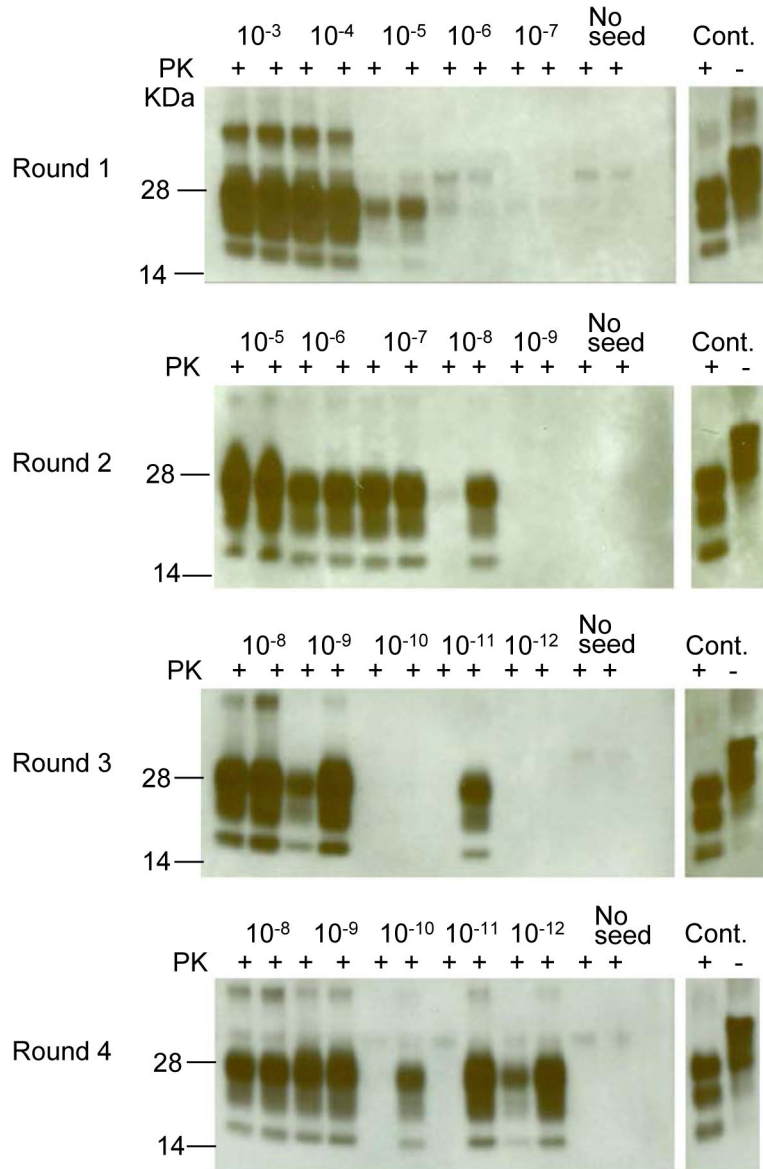 10⁻³ 10⁻⁴ 10⁻⁵ 10⁻⁶ 10⁻⁷ No seed Cont.
PK + + + + + + + + + + + + + -
KDa
Round 1
28
14
10⁻⁵ 10⁻⁶ 10⁻⁷ 10⁻⁸ 10⁻⁹ No seed Cont.
PK + + + + + + + + + + + + + -
Round 2
28
14
10⁻⁸ 10⁻⁹ 10⁻¹⁰ 10⁻¹¹ 10⁻¹² No seed Cont.
PK + + + + + + + + + + + + + -
Round 3
28
14
10⁻⁸ 10⁻⁹ 10⁻¹⁰ 10⁻¹¹ 10⁻¹² No seed Cont.
PK + + + + + + + + + + + + + -
Round 4
28
14